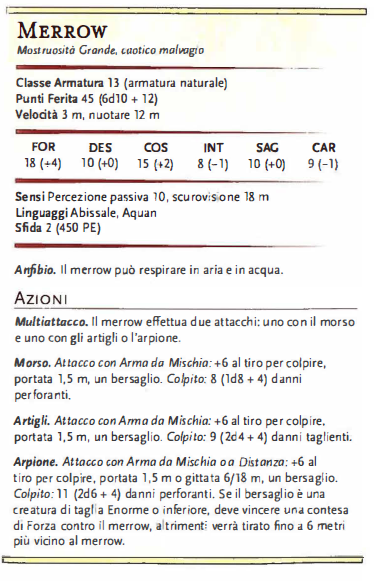 MERROW
Mostruosità Grande, caotico malvagio
Classe Armatura 13 (armatura naturale)
Punti Ferita 45 (6d10 + 12)
Velocità 3 m, nuotare 12 m
FOR DES COS INT SAG CAR
18 (+4) 10 (+0) 15 (+2) 8 (-1) 10 (+0) 9 (-1)
Sensi Percezione passiva 10, scurovisione 18 m
Linguaggi Abissale, Aquan
Sfida 2 (450 PE)
Anfibio. Il merrow può respirare in aria e in acqua.
AZIONI
Multiattacco. Il merrow effettua due attacchi: uno con il morso
e uno con gli artigli o l'arpione.
Morso. Attacco con Arma da Mischia: +6 al tiro per colpire,
portata 1,5 m, un bersaglio. Colpito: 8 (1d8 + 4) danni
perforanti.
Artigli. Attacco con Arma da Mischia: +6 al tiro per colpire,
portata 1,5 m, un bersaglio. Colpito: 9 (2d4 + 4) danni taglienti.
Arpione. Attacco con Arma da Mischia o a Distanza: +6 al
tiro per colpire, portata 1,5 m o gittata 6/18 m, un bersaglio.
Colpito: 11 (2d6 + 4) danni perforanti. Se il bersaglio è una
creatura di taglia Enorme o inferiore, deve vincere una contesa
di Forza contro il merrow, altrimenti verrà tirato fino a 6 metri
più vicino al merrow.